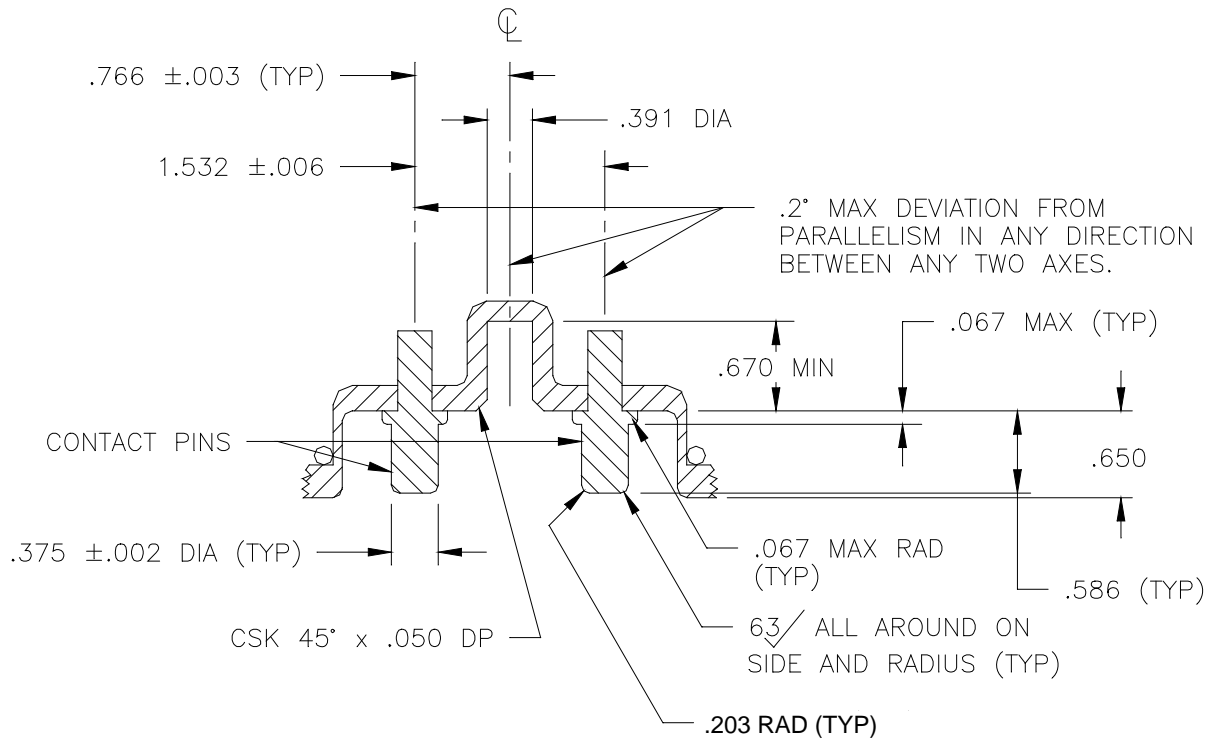 ℄
.766 ±.003 (TYP)
.391 DIA
1.532 ±.006
.2° MAX DEVIATION FROM
PARALLELISM IN ANY DIRECTION
BETWEEN ANY TWO AXES.
.067 MAX (TYP)
.670 MIN
CONTACT PINS
.650
.375 ±.002 DIA (TYP)
.067 MAX RAD
(TYP)
.586 (TYP)
CSK 45° x .050 DP
63 ALL AROUND ON
SIDE AND RADIUS (TYP)
.203 RAD (TYP)